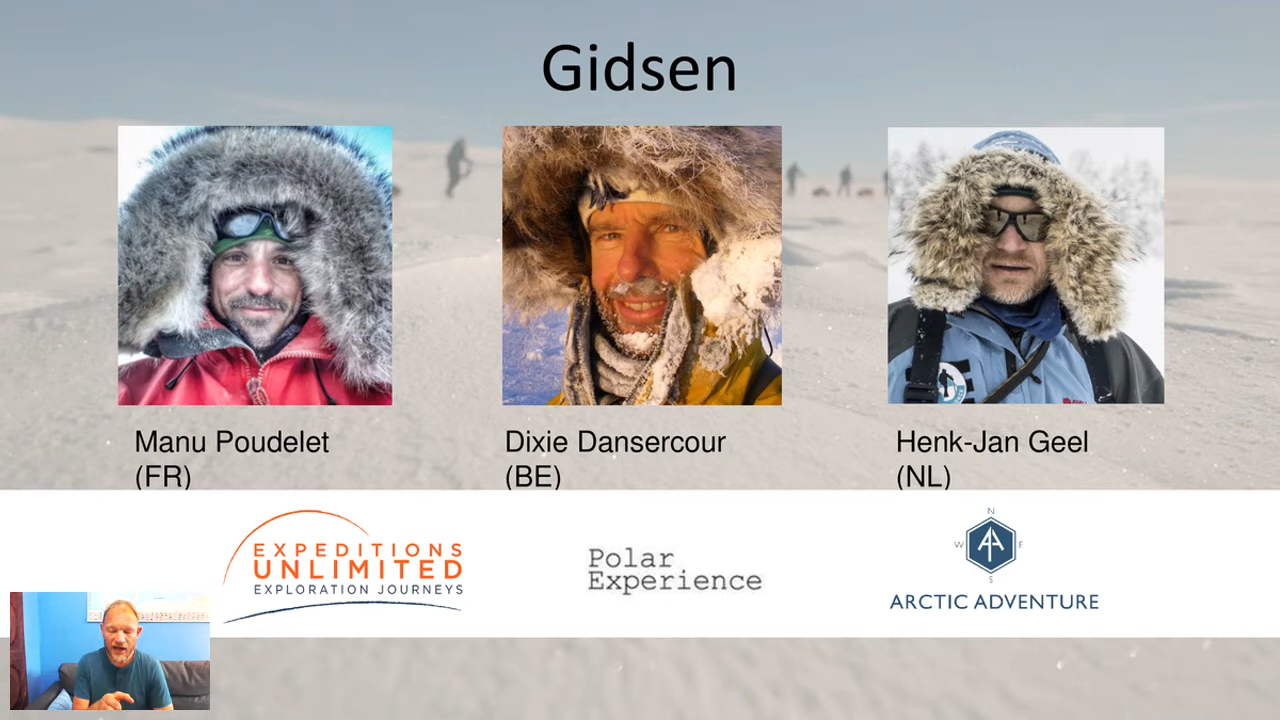 Gidsen
Manu Poudelet
(FR)
Dixie Dansercour
(BE)
Henk-Jan Geel
(NL)
EXPEDITIONS
UNLIMITED
EXPLORATION JOURNEYS
Polar
Experience
N
W F
S
ARCTIC ADVENTURE